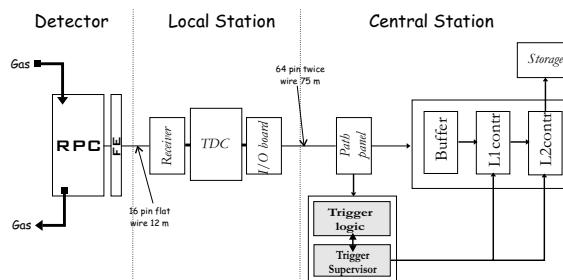 Detector
Local Station
Central Station
Gas
64 pin twice
wire 75 m
Storage
RPC
FE
Receiver
TDC
I/O board
Path
panel
Buffer
L1contr
L2contr
16 pin flat
wire 12 m
Gas
Trigger
logic
Trigger
Supervisor